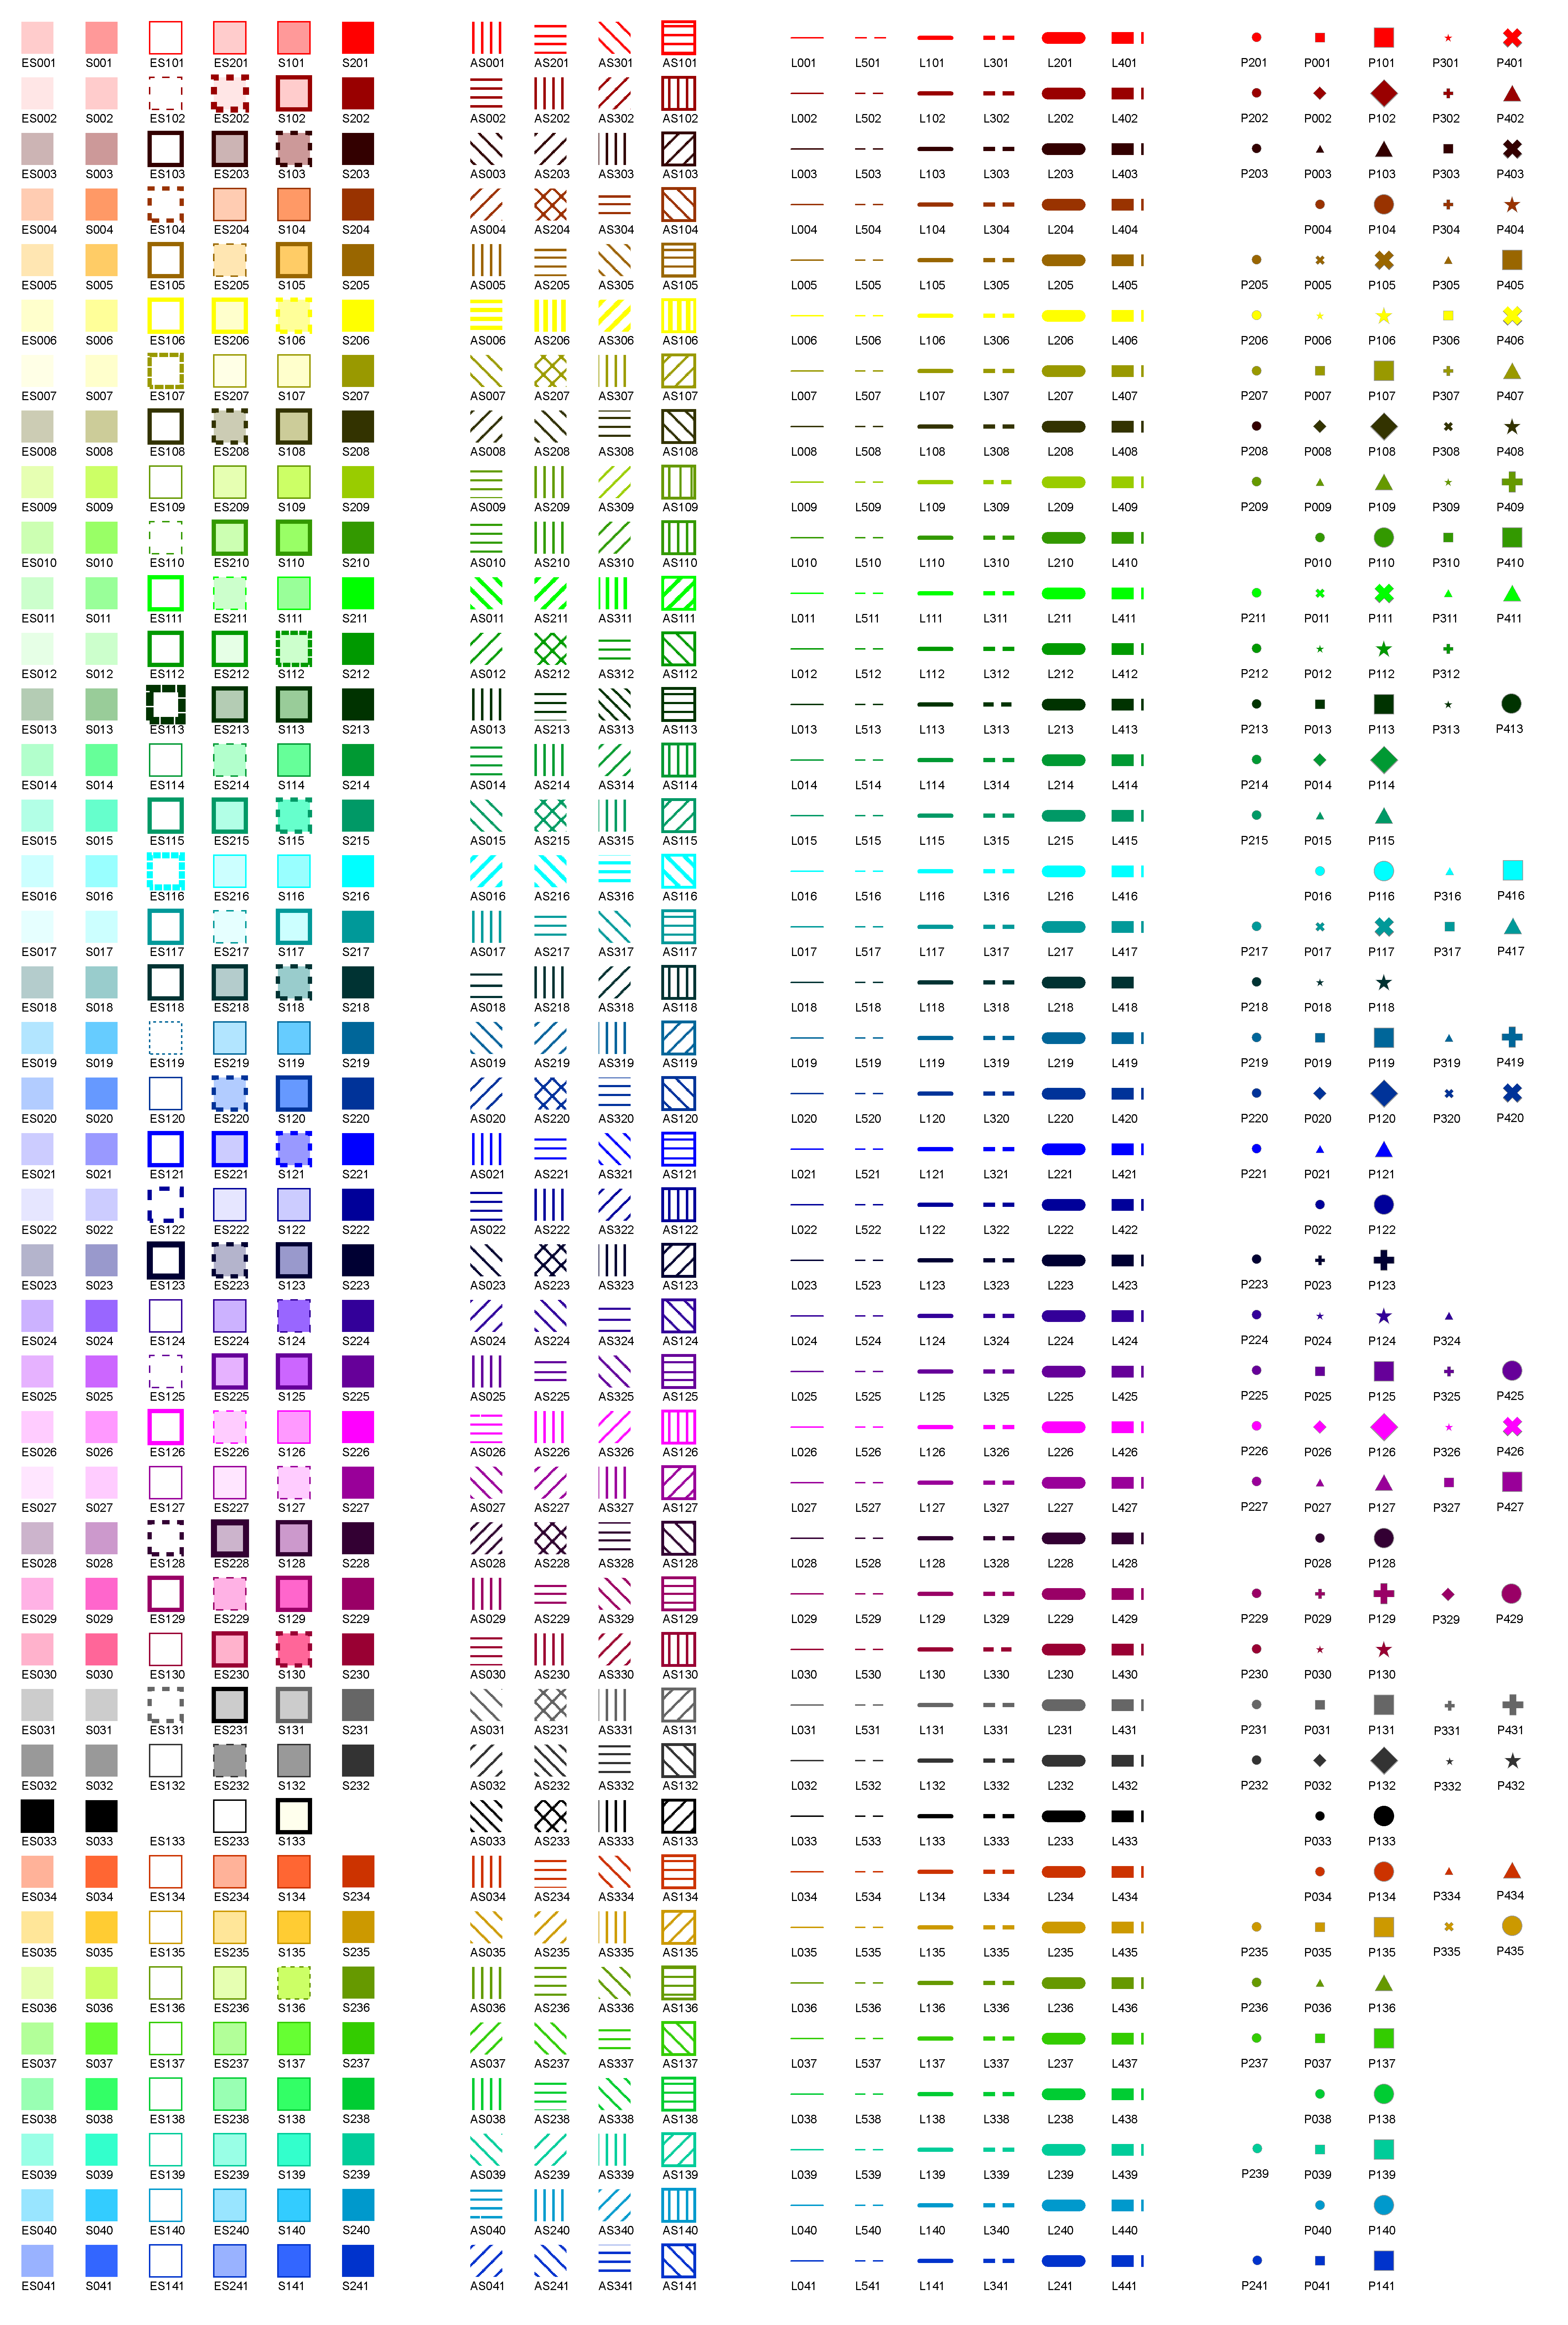 ES001 S001 ES101 ES201 S101 S201 AS001 AS201 AS301 AS101 L001 L501 L101 L301 L201 L401 P201 P001 P101 P301 P401
ES002 S002 ES102 ES202 S102 S202 AS002 AS202 AS302 AS102 L002 L502 L102 L302 L202 L402 P202 P002 P102 P302 P402
ES003 S003 ES103 ES203 S103 S203 AS003 AS203 AS303 AS103 L003 L503 L103 L303 L203 L403 P203 P003 P103 P303 P403
ES004 S004 ES104 ES204 S104 S204 AS004 AS204 AS304 AS104 L004 L504 L104 L304 L204 L404 P004 P104 P304 P404
ES005 S005 ES105 ES205 S105 S205 AS005 AS205 AS305 AS105 L005 L505 L105 L305 L205 L405 P205 P005 P105 P305 P405
ES006 S006 ES106 ES206 S106 S206 AS006 AS206 AS306 AS106 L006 L506 L106 L306 L206 L406 P206 P006 P106 P306 P406
ES007 S007 ES107 ES207 S107 S207 AS007 AS207 AS307 AS107 L007 L507 L107 L307 L207 L407 P207 P007 P107 P307 P407
ES008 S008 ES108 ES208 S108 S208 AS008 AS208 AS308 AS108 L008 L508 L108 L308 L208 L408 P208 P008 P108 P308 P408
ES009 S009 ES109 ES209 S109 S209 AS009 AS209 AS309 AS109 L009 L509 L109 L309 L209 L409 P209 P009 P109 P309 P409
ES010 S010 ES110 ES210 S110 S210 AS010 AS210 AS310 AS110 L010 L510 L110 L310 L210 L410 P010 P110 P310 P410
ES011 S011 ES111 ES211 S111 S211 AS011 AS211 AS311 AS111 L011 L511 L111 L311 L211 L411 P211 P011 P111 P311 P411
ES012 S012 ES112 ES212 S112 S212 AS012 AS212 AS312 AS112 L012 L512 L112 L312 L212 L412 P212 P012 P112 P312
ES013 S013 ES113 ES213 S113 S213 AS013 AS213 AS313 AS113 L013 L513 L113 L313 L213 L413 P213 P013 P113 P313 P413
ES014 S014 ES114 ES214 S114 S214 AS014 AS214 AS314 AS114 L014 L514 L114 L314 L214 L414 P214 P014 P114
ES015 S015 ES115 ES215 S115 S215 AS015 AS215 AS315 AS115 L015 L515 L115 L315 L215 L415 P215 P015 P115
ES016 S016 ES116 ES216 S116 S216 AS016 AS216 AS316 AS116 L016 L516 L116 L316 L216 L416 P016 P116 P316 P416
ES017 S017 ES117 ES217 S117 S217 AS017 AS217 AS317 AS117 L017 L517 L117 L317 L217 L417 P217 P017 P117 P317 P417
ES018 S018 ES118 ES218 S118 S218 AS018 AS218 AS318 AS118 L018 L518 L118 L318 L218 L418 P218 P018 P118
ES019 S019 ES119 ES219 S119 S219 AS019 AS219 AS319 AS119 L019 L519 L119 L319 L219 L419 P219 P019 P119 P319 P419
ES020 S020 ES120 ES220 S120 S220 AS020 AS220 AS320 AS120 L020 L520 L120 L320 L220 L420 P220 P020 P120 P320 P420
ES021 S021 ES121 ES221 S121 S221 AS021 AS221 AS321 AS121 L021 L521 L121 L321 L221 L421 P221 P021 P121
ES022 S022 ES122 ES222 S122 S222 AS022 AS222 AS322 AS122 L022 L522 L122 L322 L222 L422 P022 P122
ES023 S023 ES123 ES223 S123 S223 AS023 AS223 AS323 AS123 L023 L523 L123 L323 L223 L423 P223 P023 P123
ES024 S024 ES124 ES224 S124 S224 AS024 AS224 AS324 AS124 L024 L524 L124 L324 L224 L424 P224 P024 P124 P324
ES025 S025 ES125 ES225 S125 S225 AS025 AS225 AS325 AS125 L025 L525 L125 L325 L225 L425 P225 P025 P125 P325 P425
ES026 S026 ES126 ES226 S126 S226 AS026 AS226 AS326 AS126 L026 L526 L126 L326 L226 L426 P226 P026 P126 P326 P426
ES027 S027 ES127 ES227 S127 S227 AS027 AS227 AS327 AS127 L027 L527 L127 L327 L227 L427 P227 P027 P127 P327 P427
ES028 S028 ES128 ES228 S128 S228 AS028 AS228 AS328 AS128 L028 L528 L128 L328 L228 L428 P028 P128
ES029 S029 ES129 ES229 S129 S229 AS029 AS229 AS329 AS129 L029 L529 L129 L329 L229 L429 P229 P029 P129 P329 P429
ES030 S030 ES130 ES230 S130 S230 AS030 AS230 AS330 AS130 L030 L530 L130 L330 L230 L430 P230 P030 P130
ES031 S031 ES131 ES231 S131 S231 AS031 AS231 AS331 AS131 L031 L531 L131 L331 L231 L431 P231 P031 P131 P331 P431
ES032 S032 ES132 ES232 S132 S232 AS032 AS232 AS332 AS132 L032 L532 L132 L332 L232 L432 P232 P032 P132 P332 P432
ES033 S033 ES133 ES233 S133 AS033 AS233 AS333 AS133 L033 L533 L133 L333 L233 L433 P033 P133
ES034 S034 ES134 ES234 S134 S234 AS034 AS234 AS334 AS134 L034 L534 L134 L334 L234 L434 P034 P134 P334 P434
ES035 S035 ES135 ES235 S135 S235 AS035 AS235 AS335 AS135 L035 L535 L135 L335 L235 L435 P235 P035 P135 P335 P435
ES036 S036 ES136 ES236 S136 S236 AS036 AS236 AS336 AS136 L036 L536 L136 L336 L236 L436 P236 P036 P136
ES037 S037 ES137 ES237 S137 S237 AS037 AS237 AS337 AS137 L037 L537 L137 L337 L237 L437 P237 P037 P137
ES038 S038 ES138 ES238 S138 S238 AS038 AS238 AS338 AS138 L038 L538 L138 L338 L238 L438 P038 P138
ES039 S039 ES139 ES239 S139 S239 AS039 AS239 AS339 AS139 L039 L539 L139 L339 L239 L439 P239 P039 P139
ES040 S040 ES140 ES240 S140 S240 AS040 AS240 AS340 AS140 L040 L540 L140 L340 L240 L440 P040 P140
ES041 S041 ES141 ES241 S141 S241 AS041 AS241 AS341 AS141 L041 L541 L141 L341 L241 L441 P241 P041 P141